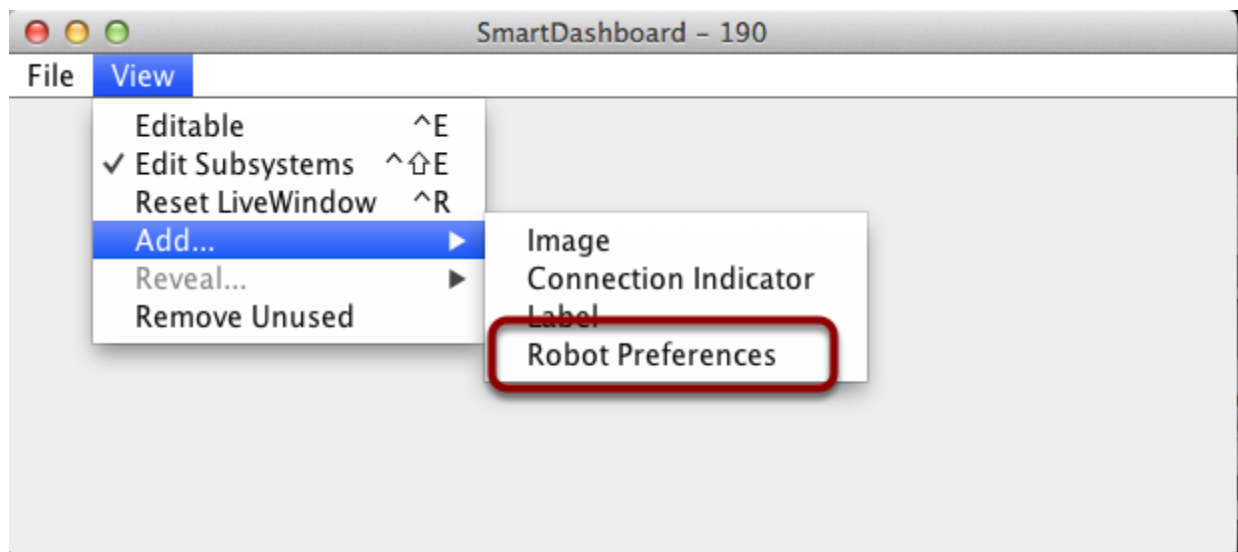 SmartDashboard – 190
File View
Editable ^E
✓ Edit Subsystems ^⇧E
Reset LiveWindow ^R
Add... ▶
Reveal... ▶
Remove Unused
Image
Connection Indicator
Label
Robot Preferences